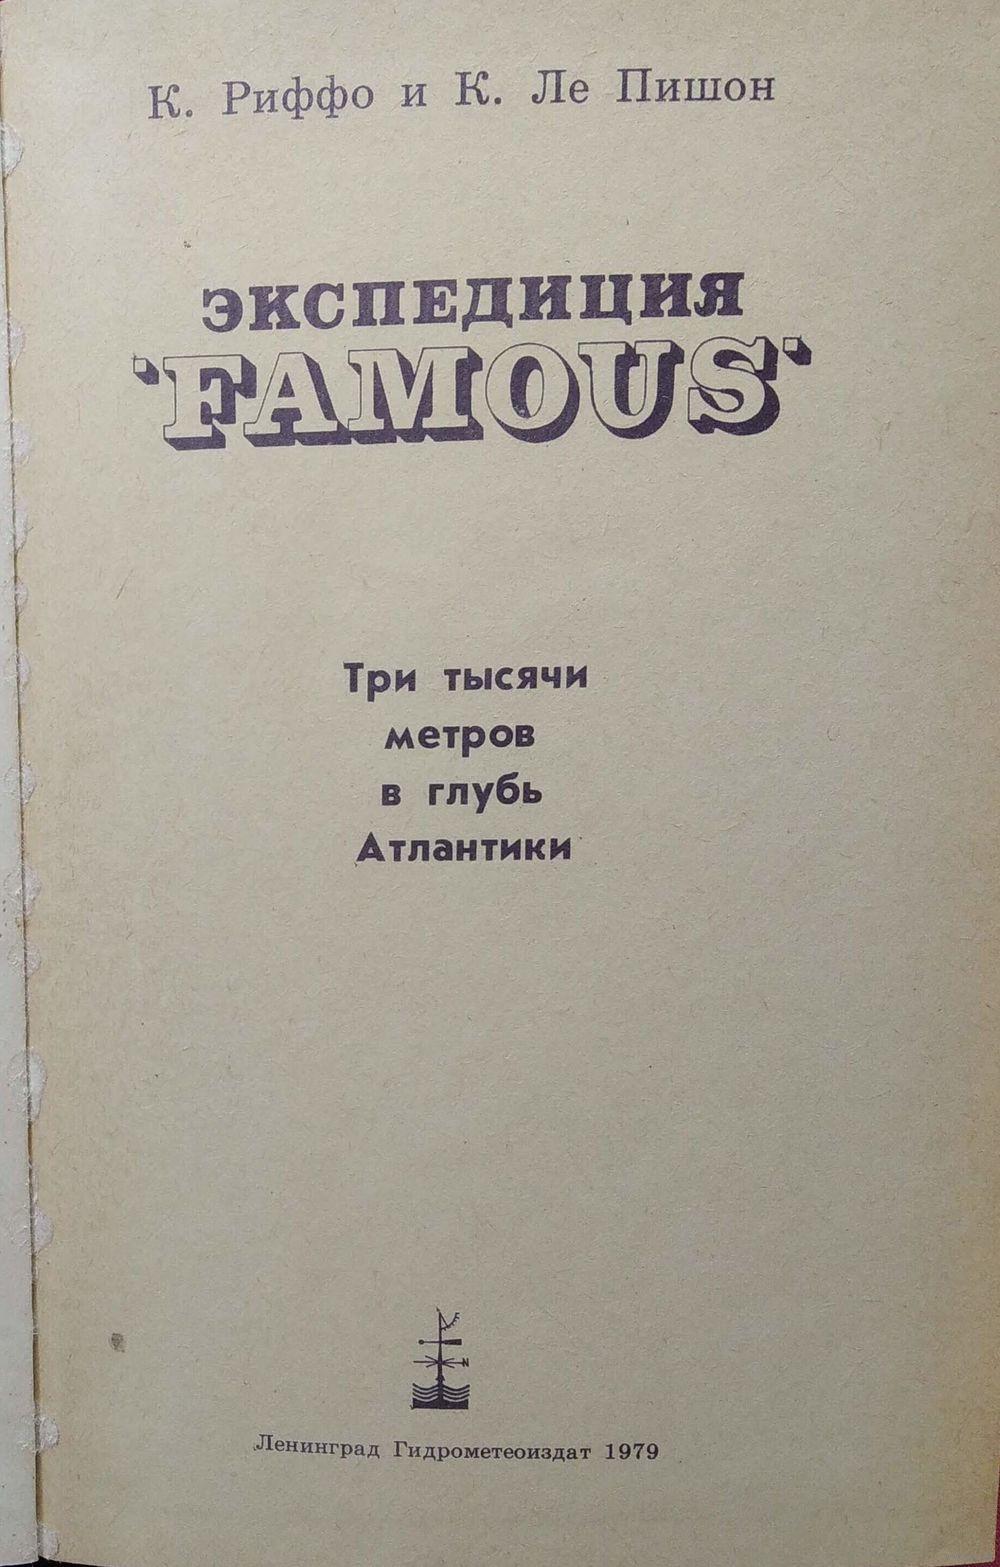 К. Риффо и К. Ле Пишон
ЭКСПЕДИЦИЯ
'FAMOUS'
Три тысячи
метров
в глубь
Атлантики
N
Ленинград Гидрометеоиздат 1979